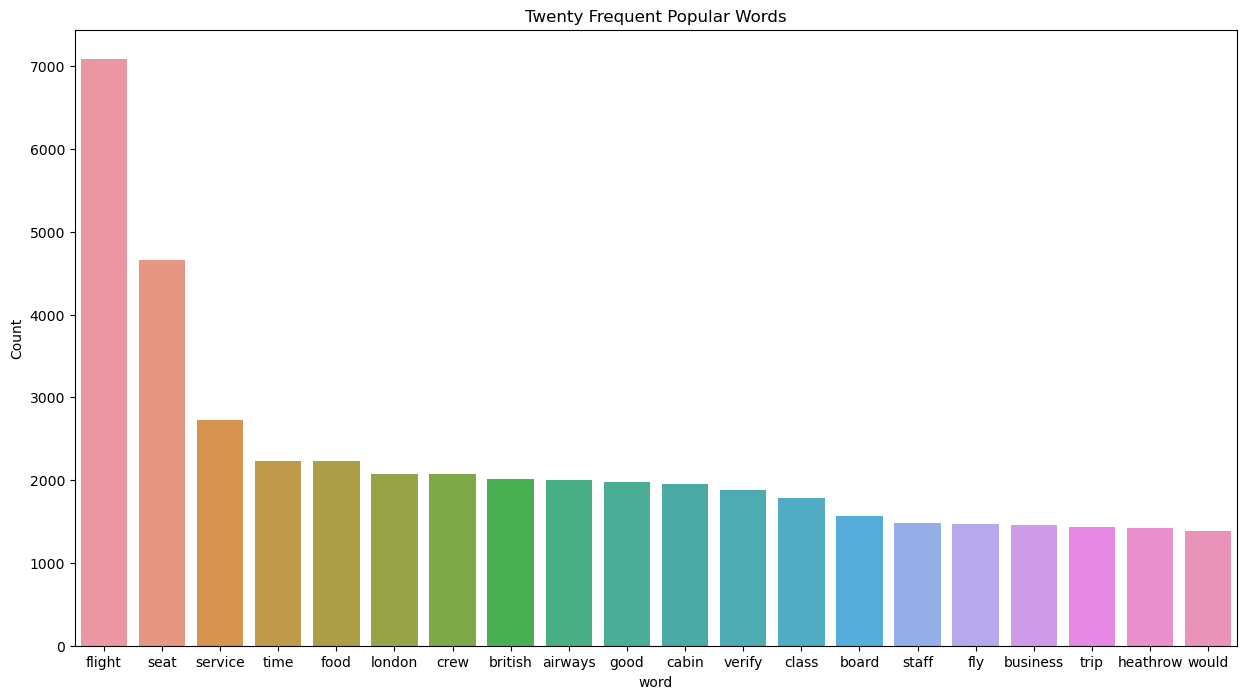 Twenty Frequent Popular Words
7000
6000
5000
4000
3000
2000
1000
0
Count
flight seat service time food london crew british airways good cabin verify class board staff fly business trip heathrow would
word